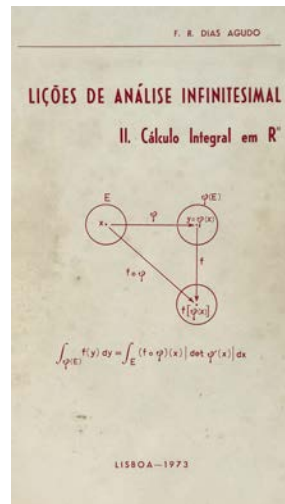 F. R. DIAS AGUDO
LIÇÕES DE ANÁLISE INFINITESIMAL
II. Cálculo Integral em Rⁿ
E
φ(E)
x.
φ
y=φ(x)
f∘φ
f
f[φ(x)]
∫φ(E) f(y) dy = ∫E (f∘φ)(x) | det φ'(x) | dx
LISBOA—1973